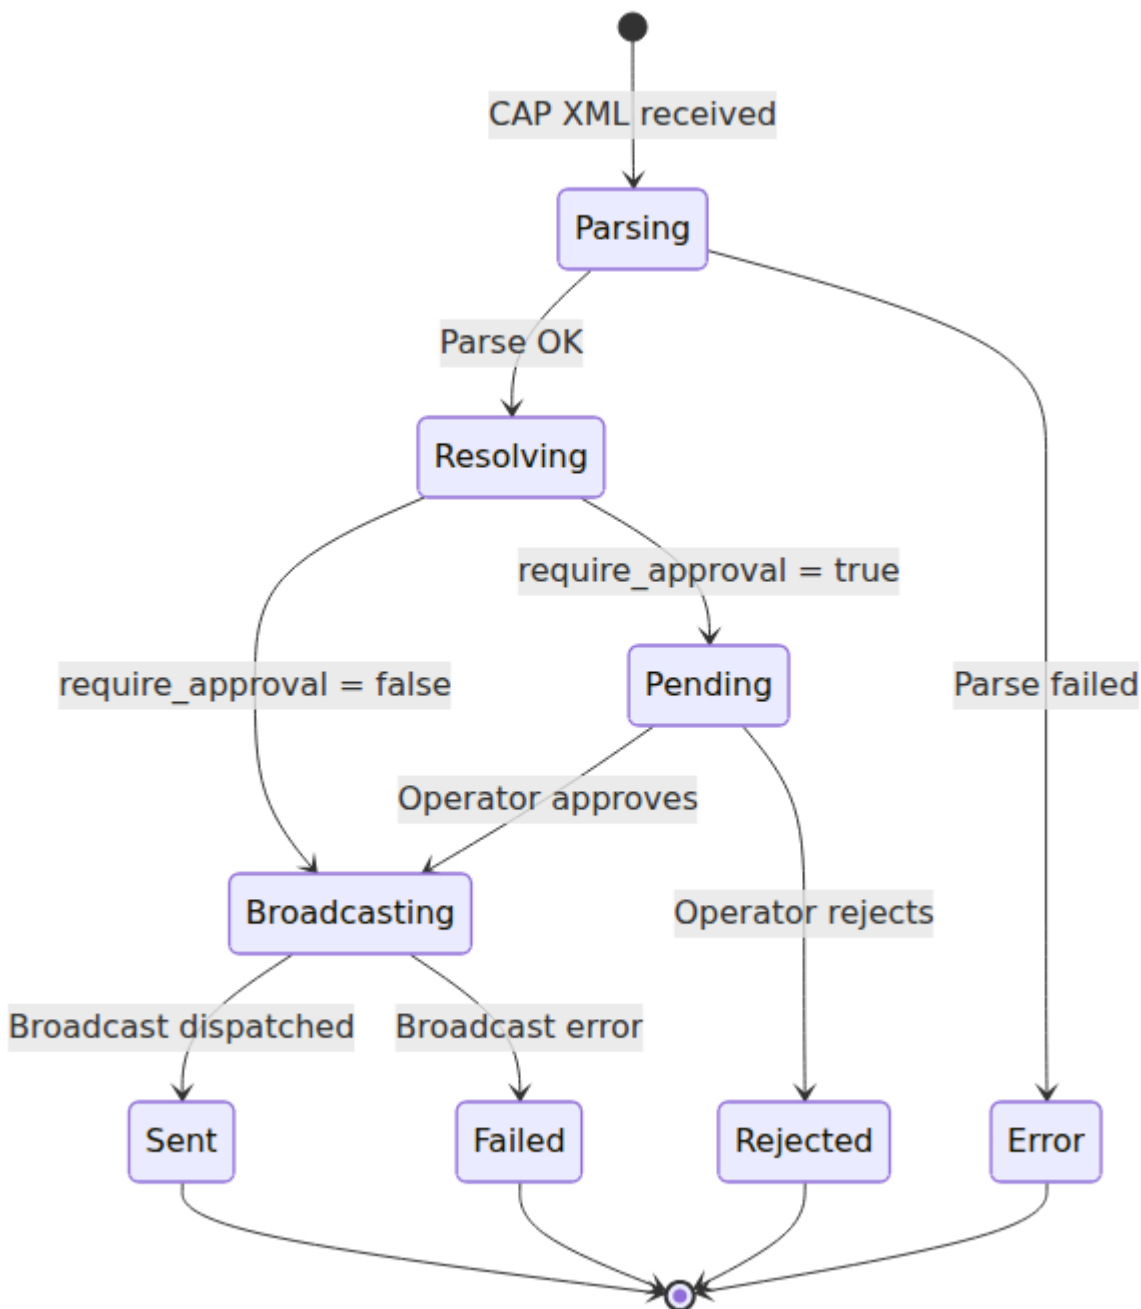 CAP XML received
Parsing
Parse OK
Resolving
require_approval = true
require_approval = false
Pending
Parse failed
Operator approves
Broadcasting
Operator rejects
Broadcast dispatched
Broadcast error
Sent
Failed
Rejected
Error